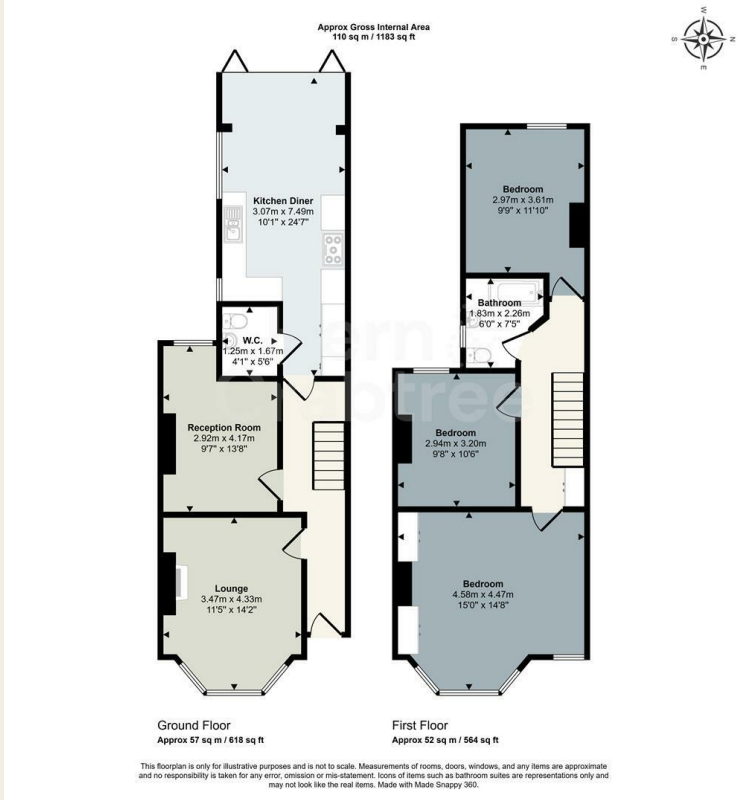 Approx Gross Internal Area
110 sq m / 1183 sq ft
W
S
N
E
Kitchen Diner
3.07m x 7.49m
10'1" x 24'7"
W.C.
1.25m x 1.67m
4'1" x 5'6"
Reception Room
2.92m x 4.17m
9'7" x 13'8"
Lounge
3.47m x 4.33m
11'5" x 14'2"
Bedroom
2.97m x 3.61m
9'9" x 11'10"
Bathroom
1.83m x 2.26m
6'0" x 7'5"
Bedroom
2.94m x 3.20m
9'8" x 10'6"
Bedroom
4.58m x 4.47m
15'0" x 14'8"
Ground Floor
Approx 57 sq m / 618 sq ft
First Floor
Approx 52 sq m / 564 sq ft
This floorplan is only for illustrative purposes and is not to scale. Measurements of rooms, doors, windows, and any items are approximate
and no responsibility is taken for any error, omission or mis-statement. Icons of items such as bathroom suites are representations only and
may not look like the real items. Made with Made Snappy 360.